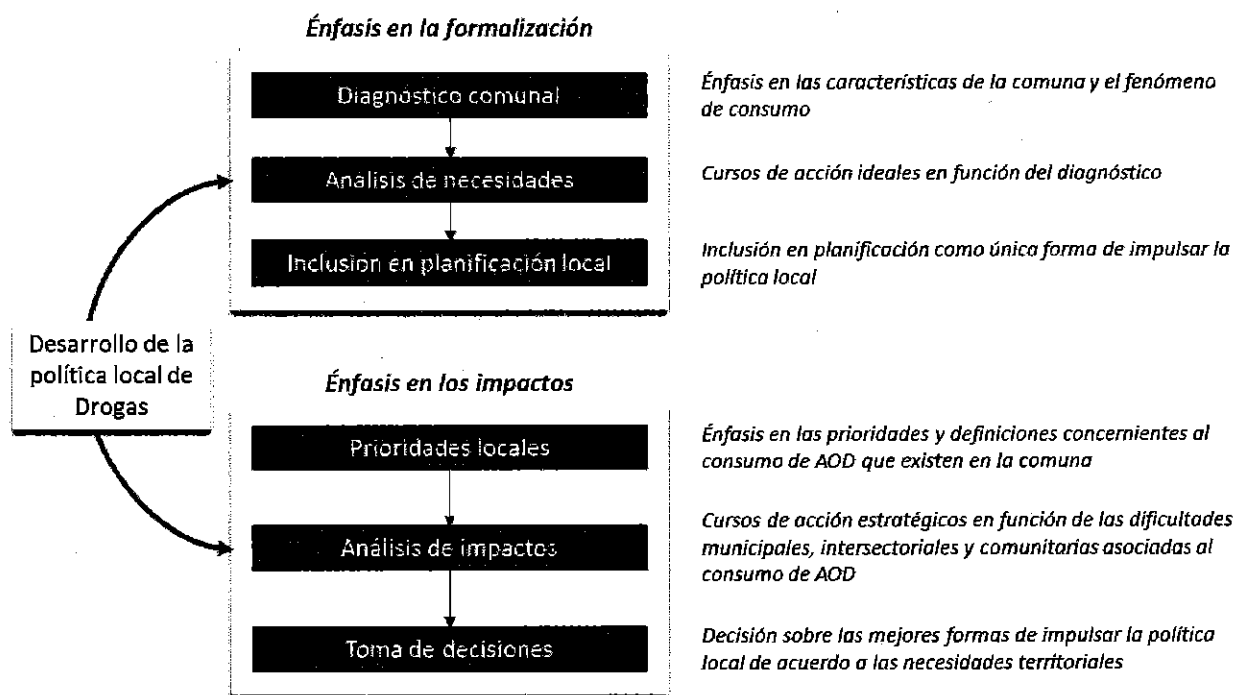 Énfasis en la formalización
Diagnóstico comunal
Énfasis en las características de la comuna y el fenómeno
de consumo
Análisis de necesidades
Cursos de acción ideales en función del diagnóstico
Inclusión en planificación local
Inclusión en planificación como única forma de impulsar la
política local
Desarrollo de la
política local de
Drogas
Énfasis en los impactos
Prioridades locales
Énfasis en las prioridades y definiciones concernientes al
consumo de AOD que existen en la comuna
Análisis de impactos
Cursos de acción estratégicos en función de las dificultades
municipales, intersectoriales y comunitarias asociadas al
consumo de AOD
Toma de decisiones
Decisión sobre las mejores formas de impulsar la política
local de acuerdo a las necesidades territoriales